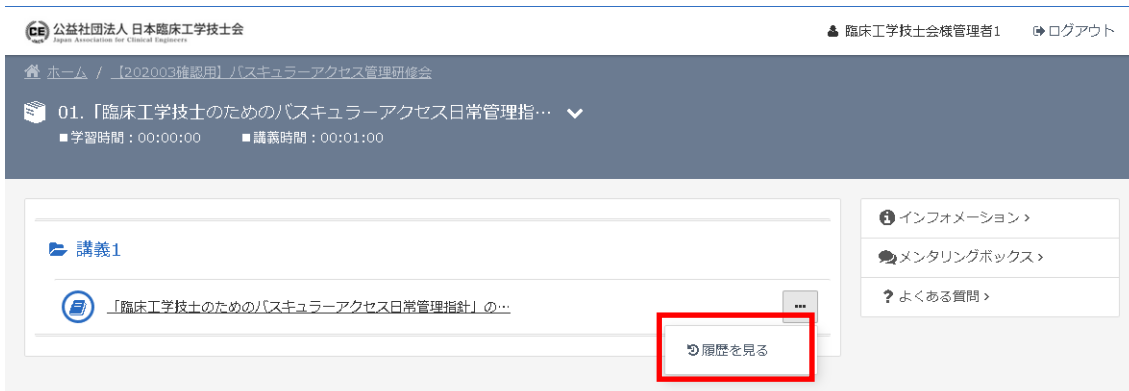 公益社団法人 日本臨床工学技士会
Japan Association for Clinical Engineers
臨床工学技士会様管理者1 ログアウト
ホーム / 【202003確認用】バスキュラーアクセス管理研修会
01.「臨床工学技士のためのバスキュラーアクセス日常管理指…
■学習時間:00:00:00 ■講義時間:00:01:00
講義1
「臨床工学技士のためのバスキュラーアクセス日常管理指針」の…
...
履歴を見る
インフォメーション >
メンタリングボックス >
? よくある質問 >